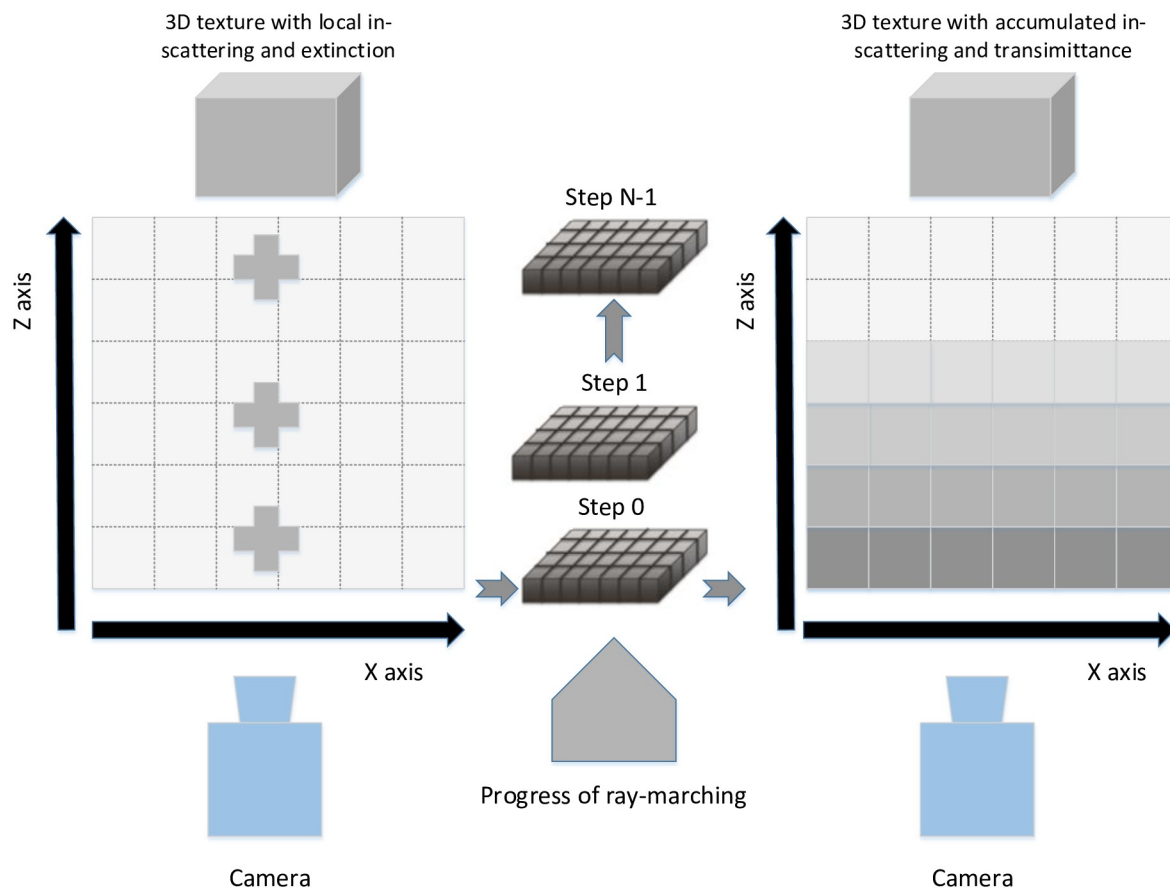 3D texture with local in-
scattering and extinction
3D texture with accumulated in-
scattering and transimittance
Step N-1
Z axis
Step 1
Z axis
Step 0
X axis
X axis
Progress of ray-marching
Camera
Camera